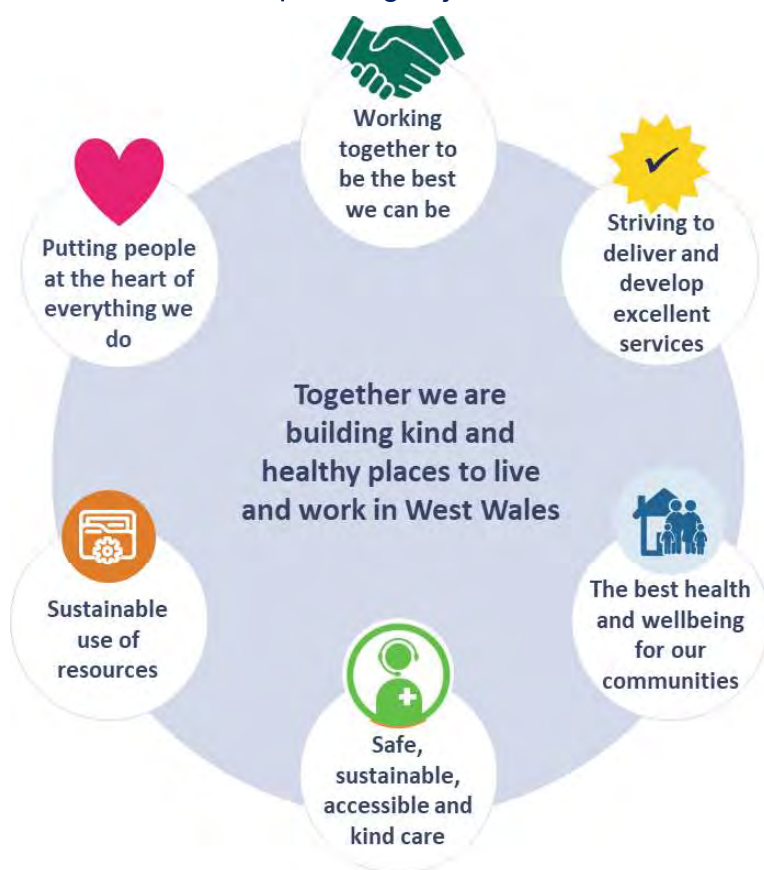 Working
together to
be the best
we can be
Striving to
deliver and
develop
excellent
services
The best health
and wellbeing
for our
communities
Safe,
sustainable,
accessible and
kind care
Sustainable
use of
resources
Putting people
at the heart of
everything we
do
Together we are
building kind and
healthy places to live
and work in West Wales